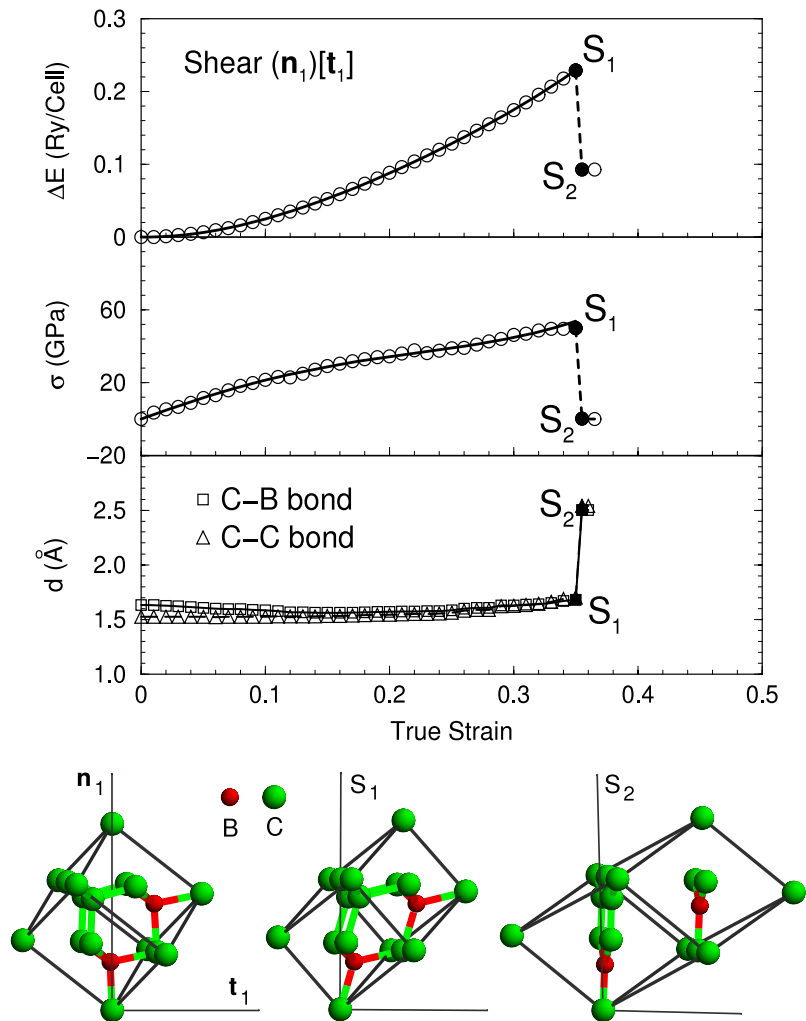 0.3
Shear (n₁)[t₁]
S₁
0.2
ΔE (Ry/Cell)
0.1
S₂
0
60
S₁
σ (GPa)
20
S₂
−20
C−B bond
2.5
S₂
C−C bond
d (Å)
2.0
1.5
S₁
1.0
0 0.1 0.2 0.3 0.4 0.5
True Strain
n₁ S₁ S₂
B C
t₁